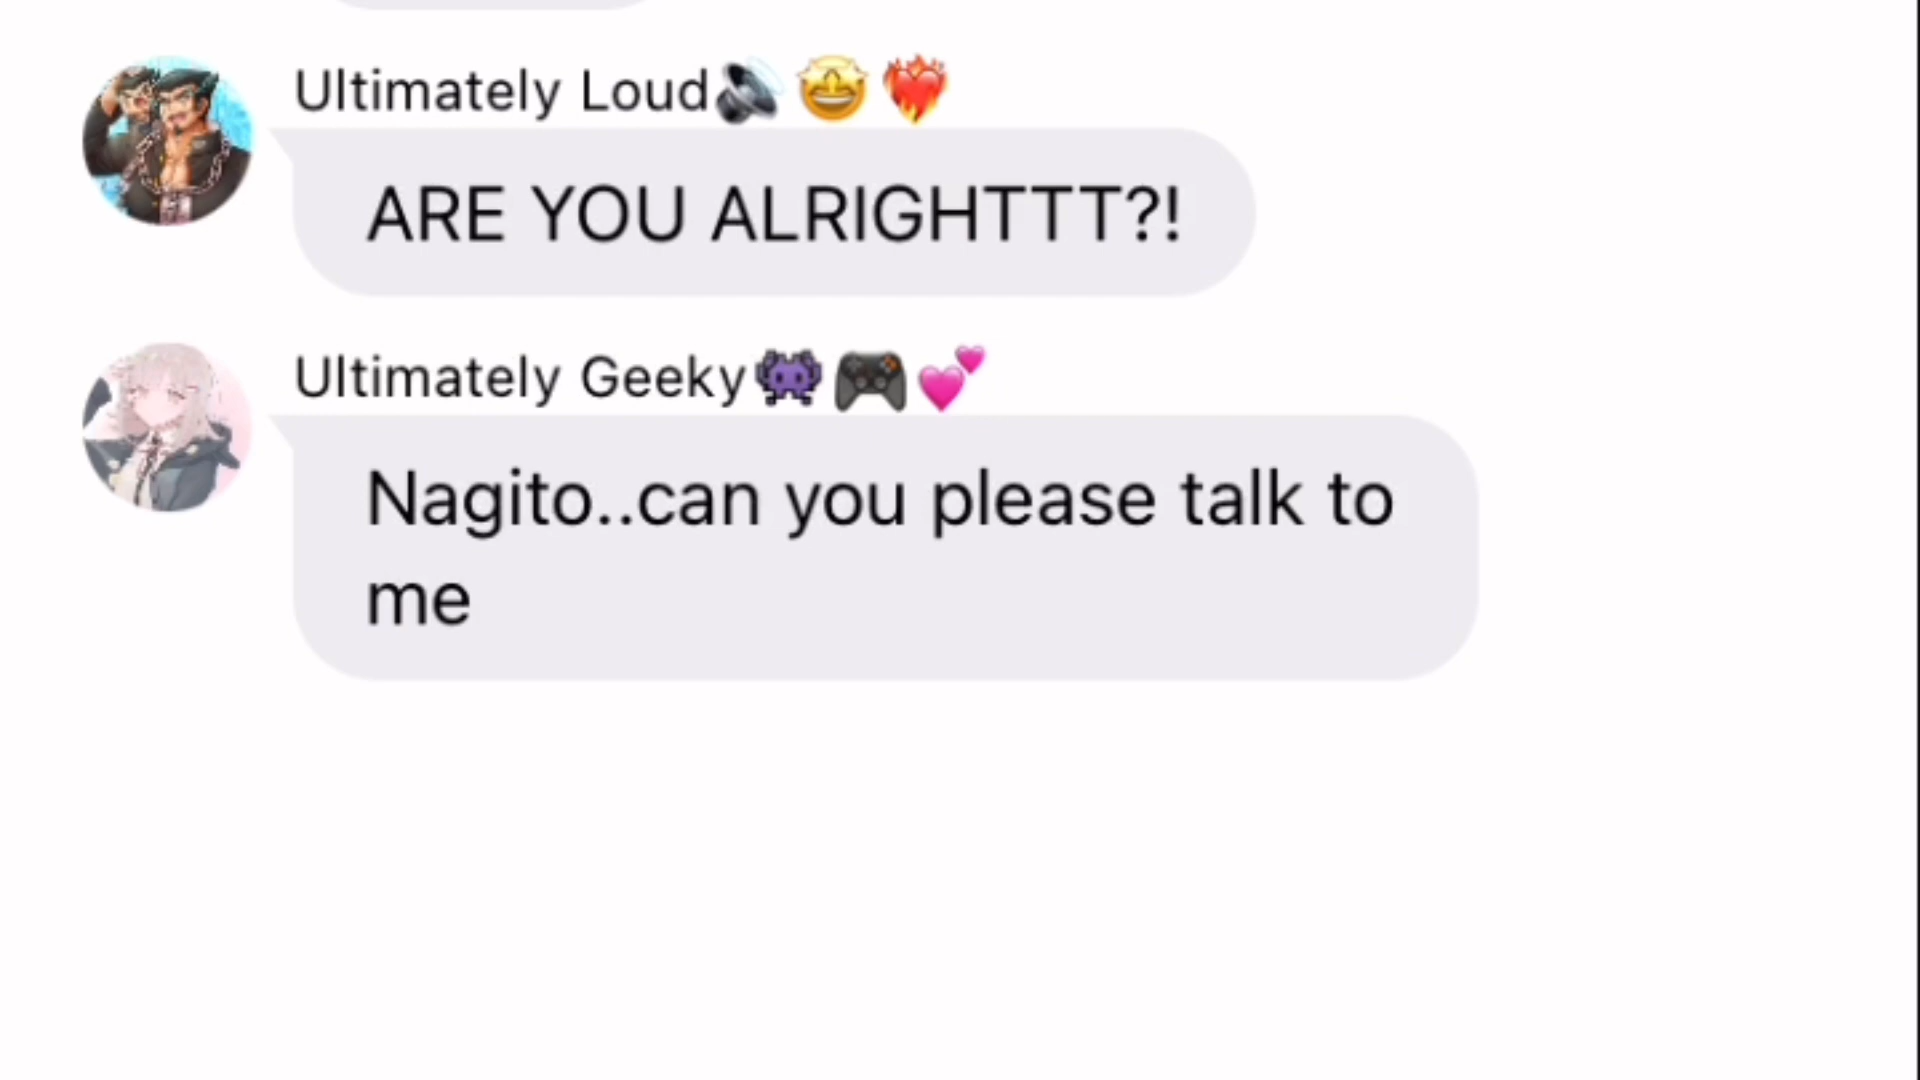 Ultimately Loud🔊🤩❤️‍🔥
ARE YOU ALRIGHTTT?!
Ultimately Geeky👾🎮💕
Nagito..can you please talk to
me